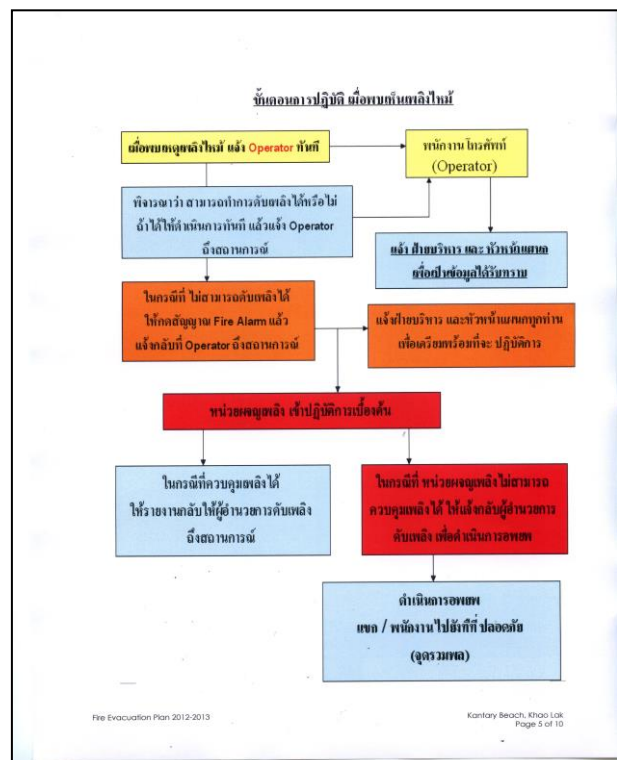 ขั้นตอนการปฏิบัติ เมื่อพบเห็นเพลิงไหม้
เมื่อพบเหตุเพลิงไหม้ แจ้ง Operator ทันที
พนักงานโทรศัพท์
(Operator)
พิจารณาว่า สามารถทำการดับเพลิงได้หรือไม่
ถ้าได้ให้ดำเนินการทันที แล้วแจ้ง Operator
ถึงสถานการณ์
แจ้ง ฝ่ายบริหาร และ หัวหน้าแผนก
เพื่อเป็นข้อมูลได้รับทราบ
ในกรณีที่ ไม่สามารถดับเพลิงได้
ให้กดสัญญาณ Fire Alarm แล้ว
แจ้งกลับที่ Operator ถึงสถานการณ์
แจ้งฝ่ายบริหาร และหัวหน้าแผนกทุกท่าน
เพื่อเตรียมพร้อมที่จะ ปฏิบัติการ
หน่วยผจญเพลิง เข้าปฏิบัติการเบื้องต้น
ในกรณีที่ควบคุมเพลิงได้
ให้รายงานกลับให้ผู้อำนวยการดับเพลิง
ถึงสถานการณ์
ในกรณีที่ หน่วยผจญเพลิงไม่สามารถ
ควบคุมเพลิงได้ ให้แจ้งกลับผู้อำนวยการ
ดับเพลิง เพื่อดำเนินการอพยพ
ดำเนินการอพยพ
แขก / พนักงานไปยังที่ที่ ปลอดภัย
(จุดรวมพล)
Fire Evacuation Plan 2012-2013
Kantary Beach, Khao Lak
Page 5 of 10